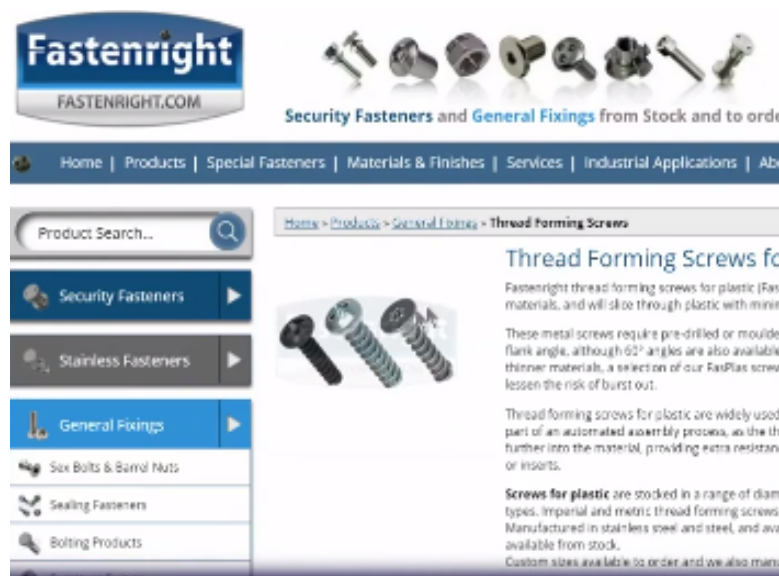 Fastenright
FASTENRIGHT.COM
Security Fasteners and General Fixings from Stock and to orde
Home | Products | Special Fasteners | Materials & Finishes | Services | Industrial Applications | Abo
Product Search...
Home » Products » General Fixings » Thread Forming Screws
Security Fasteners
Stainless Fasteners
General Fixings
Sex Bolts & Barrel Nuts
Sealing Fasteners
Bolting Products
Thread Forming Screws fo
Fastenright thread forming screws for plastic (Fas
materials, and will slice through plastic with minim
These metal screws require pre-drilled or moulde
flank angle, although 60° angles are also available
thinner materials, a selection of our FasPlas screw
lessen the risk of burst out.
Thread forming screws for plastic are widely used
part of an automated assembly process, as the th
further into the material, providing extra resistan
or inserts.
Screws for plastic are stocked in a range of diam
types. Imperial and metric thread forming screws
Manufactured in stainless steel and steel, and ava
available from stock.
Custom sizes available to order and we also man